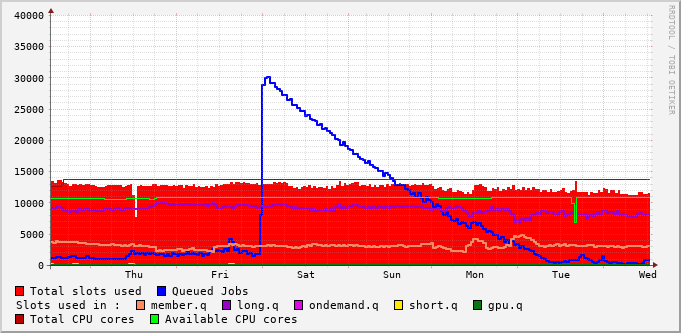 40000
35000
30000
25000
20000
15000
10000
5000
0
Thu Fri Sat Sun Mon Tue Wed
RRDTOOL / TOBI OETIKER
Total slots used Queued Jobs
Slots used in : member.q long.q ondemand.q short.q gpu.q
Total CPU cores Available CPU cores